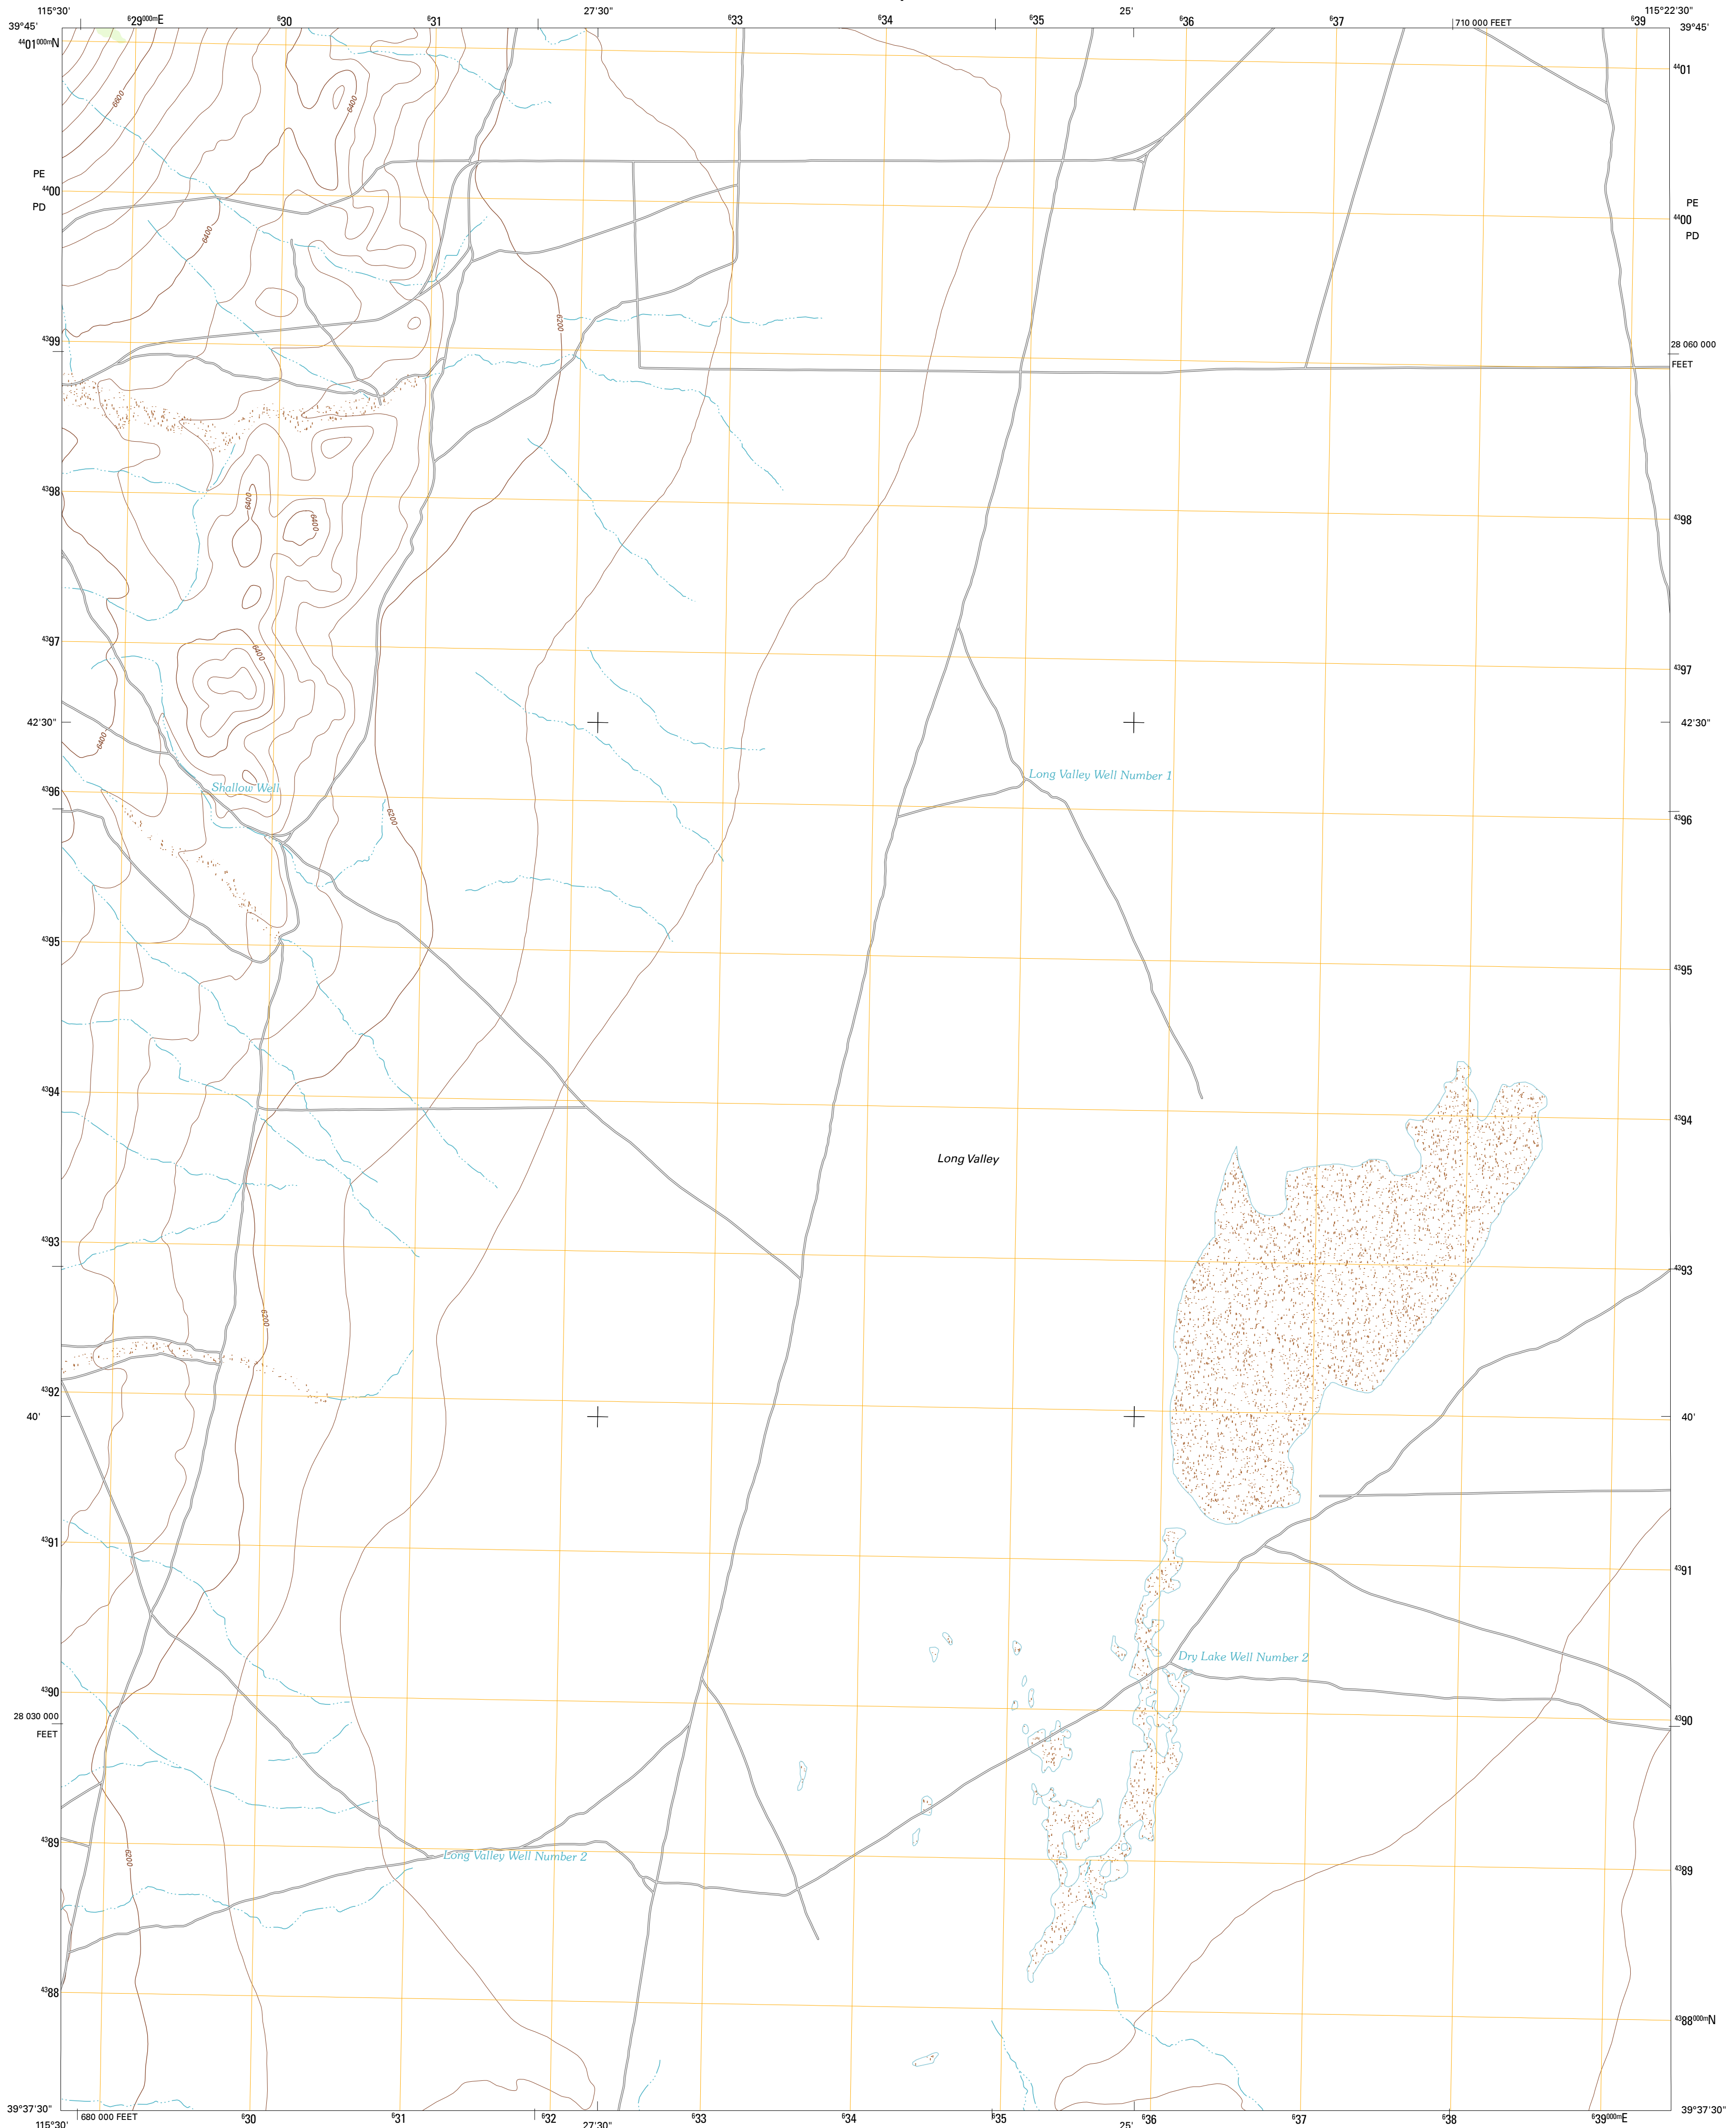 115°30' 27'30" 25' 115°22'30"
⁶29⁰⁰⁰ᵐE ⁶30 ⁶31 ⁶33 ⁶34 ⁶35 ⁶36 ⁶37 710 000 FEET ⁶39
39°45' 39°45'
⁴⁴01⁰⁰⁰ᵐN ⁴⁴01
6800 6400
PE
PD
⁴⁴00
PE
⁴⁴00
PD
6400
6200
⁴³99
28 060 000
FEET
⁴³98 ⁴³98
6400
6400
⁴³97 ⁴³97
6400
42'30" 42'30"
6400
Long Valley Well Number 1
Shallow Well
⁴³96 ⁴³96
6200
⁴³95 ⁴³95
⁴³94 ⁴³94
Long Valley
⁴³93 ⁴³93
6200
⁴³92
40' 40'
⁴³91 ⁴³91
Dry Lake Well Number 2
⁴³90 ⁴³90
28 030 000
FEET
⁴³89 ⁴³89
6200
Long Valley Well Number 2
⁴³88 ⁴³88⁰⁰⁰ᵐN
39°37'30" 39°37'30"
680 000 FEET ⁶30 ⁶31 ⁶32 ⁶33 ⁶34 ⁶35 ⁶36 ⁶37 ⁶38 ⁶39⁰⁰⁰ᵐE
115°30' 27'30" 25' 115°22'30"